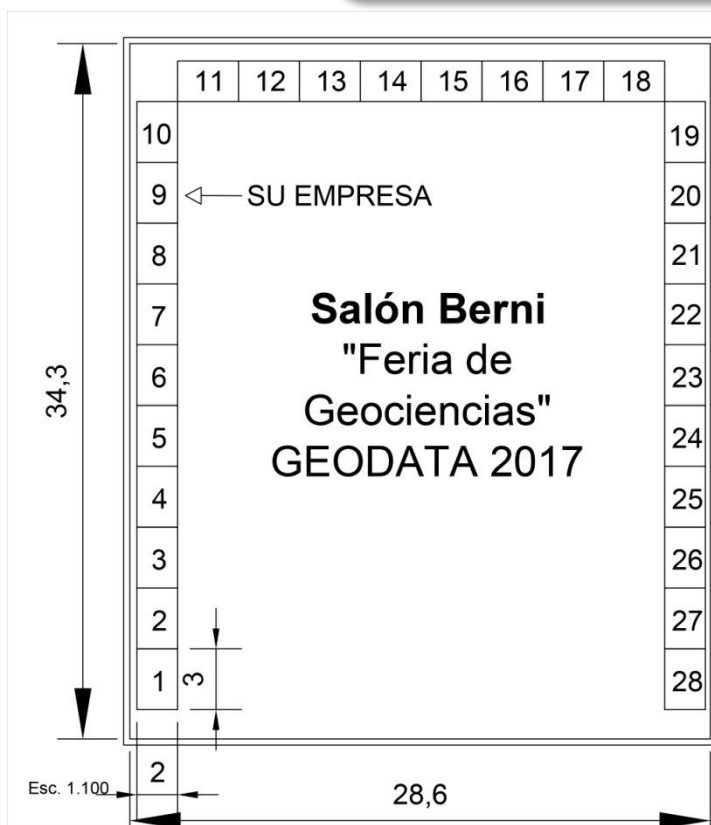 11 12 13 14 15 16 17 18
10 19
9 SU EMPRESA 20
8 21
7 22
Salón Berni
"Feria de
6 23
Geociencias"
5 24
GEODATA 2017
4 25
3 26
2 27
1 3 28
34,3
2
Esc. 1.100
28,6